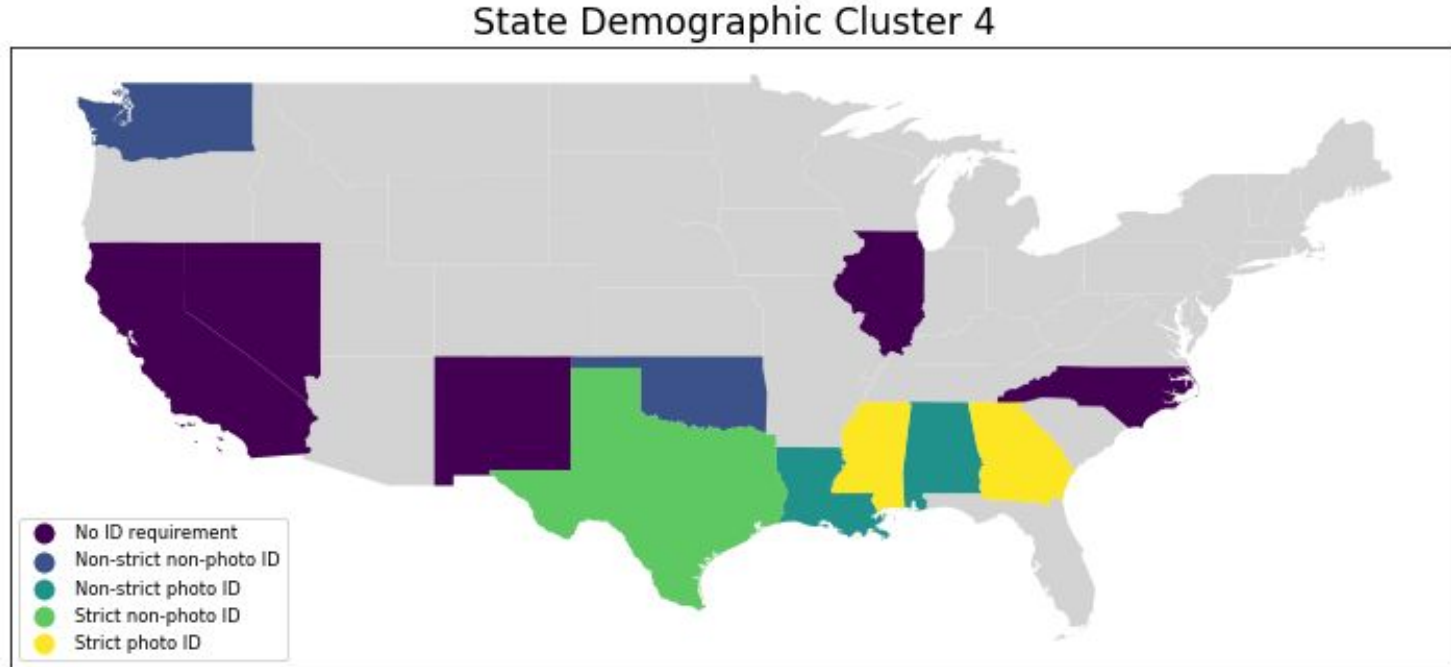 State Demographic Cluster 4
No ID requirement
Non-strict non-photo ID
Non-strict photo ID
Strict non-photo ID
Strict photo ID